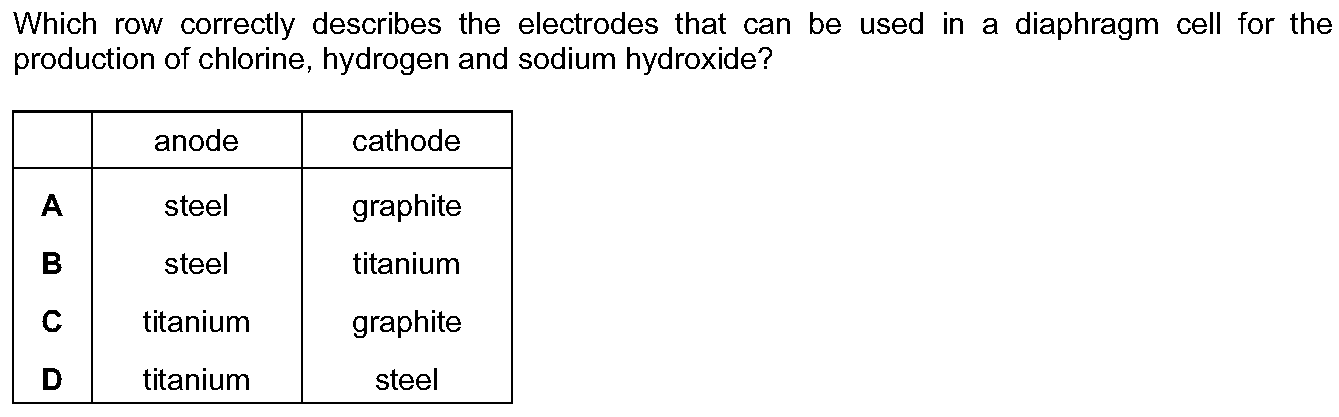 Which row correctly describes the electrodes that can be used in a diaphragm cell for the
production of chlorine, hydrogen and sodium hydroxide?
anode cathode
A steel graphite
B steel titanium
C titanium graphite
D titanium steel